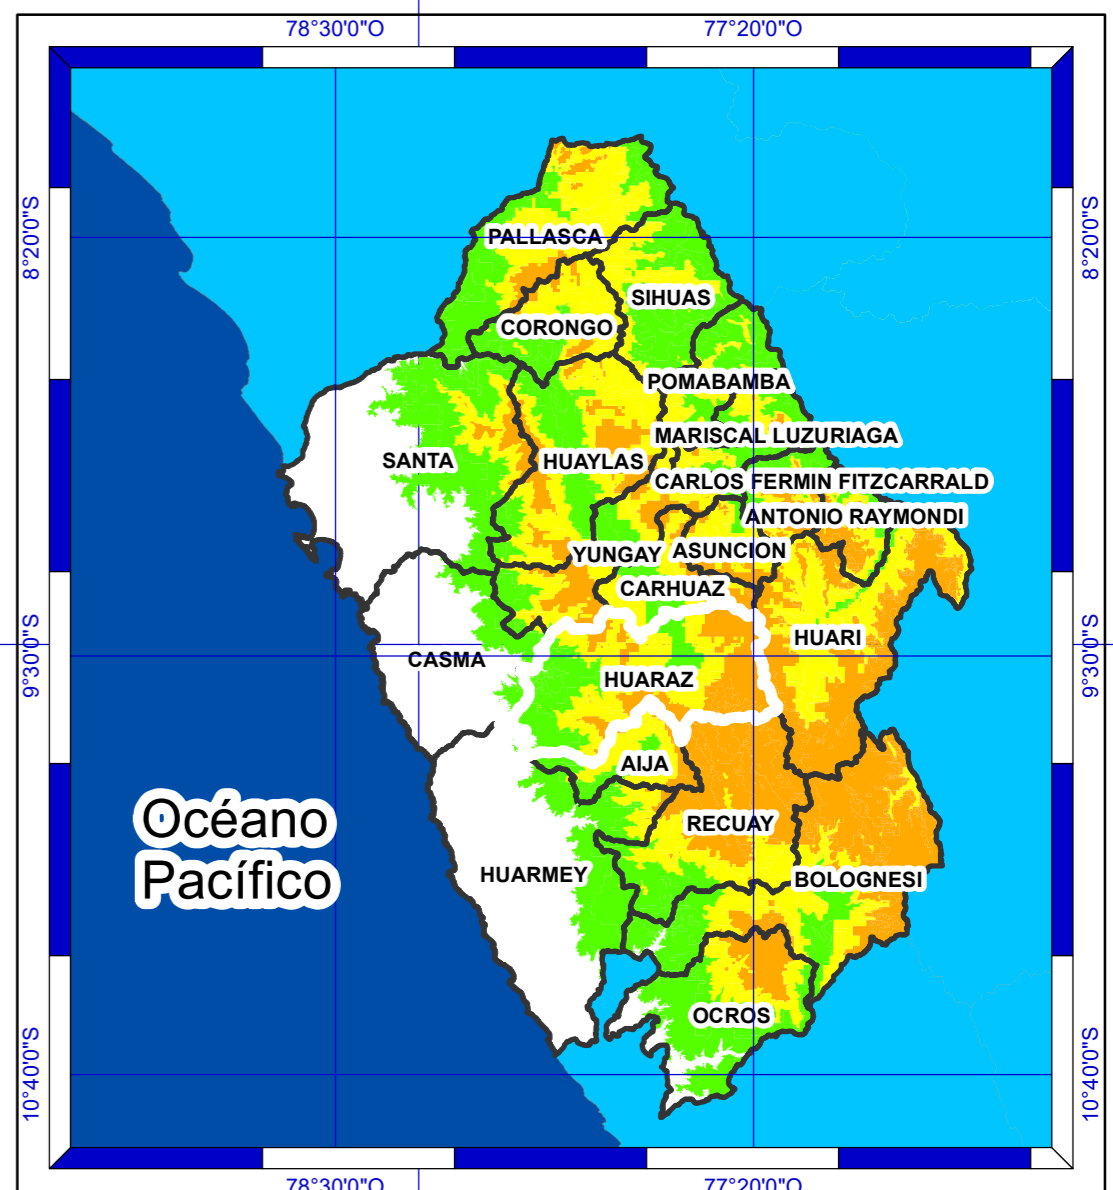 78°30'0"O 77°20'0"O
8°20'0"S 8°20'0"S
PALLASCA
SIHUAS
CORONGO
POMABAMBA
MARISCAL LUZURIAGA
SANTA HUAYLAS
CARLOS FERMIN FITZCARRALD
ANTONIO RAYMONDI
YUNGAY ASUNCION
CARHUAZ
HUARI
CASMA
9°30'0"S 9°30'0"S
HUARAZ
AIJA
Océano
Pacífico
RECUAY
HUARMEY BOLOGNESI
OCROS
10°40'0"S 10°40'0"S
78°30'0"O 77°20'0"O